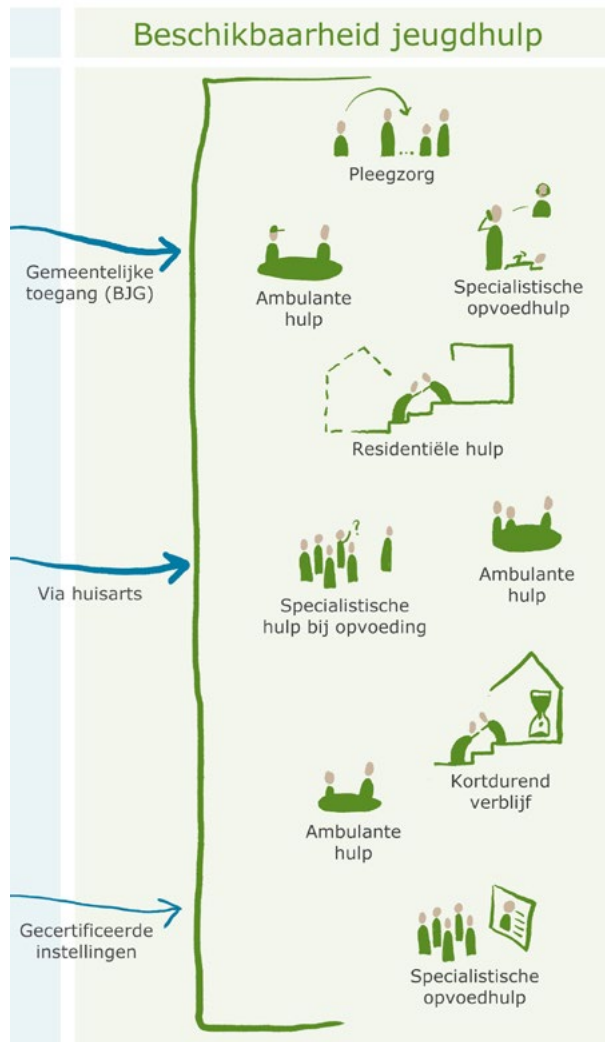 Beschikbaarheid jeugdhulp
Pleegzorg
Gemeentelijke
toegang (BJG)
Ambulante
hulp
Specialistische
opvoedhulp
Residentiële hulp
?
Via huisarts
Specialistische
hulp bij opvoeding
Ambulante
hulp
Kortdurend
verblijf
Ambulante
hulp
Gecertificeerde
instellingen
Specialistische
opvoedhulp